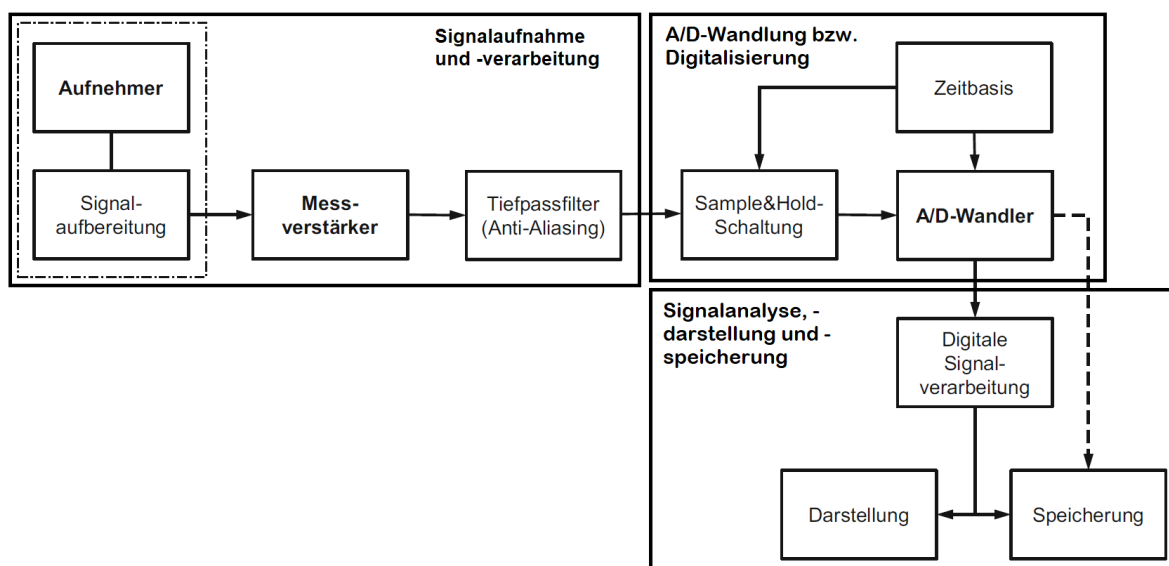 Signalaufnahme
und -verarbeitung
Aufnehmer
Signal-
aufbereitung
Mess-
verstärker
Tiefpassfilter
(Anti-Aliasing)
A/D-Wandlung bzw.
Digitalisierung
Zeitbasis
Sample&Hold-
Schaltung
A/D-Wandler
Signalanalyse, -
darstellung und -
speicherung
Digitale
Signal-
verarbeitung
Darstellung
Speicherung